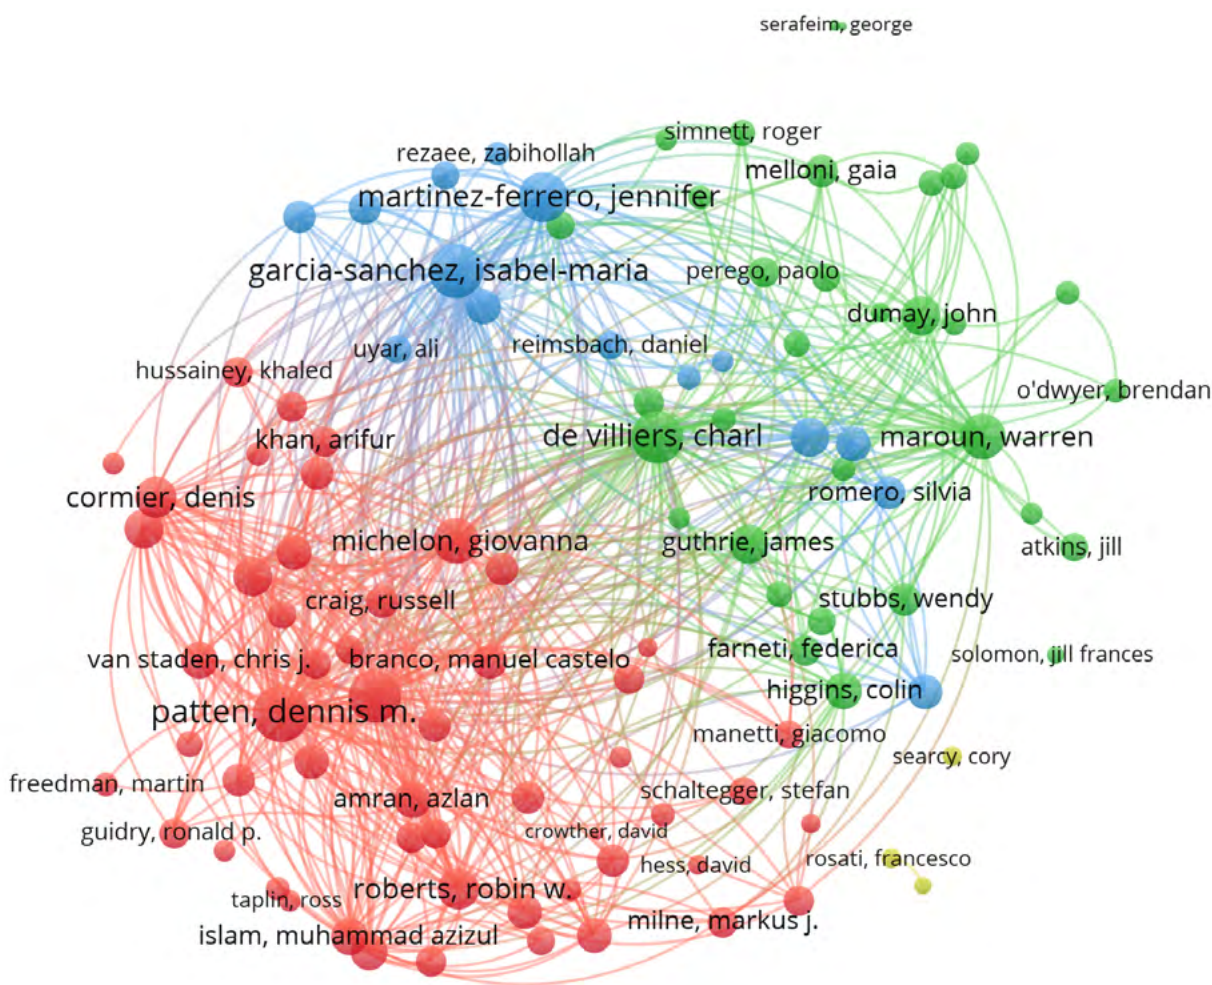 serafeim, george
simnett, roger
rezaee, zabihollah
melloni, gaia
martinez-ferrero, jennifer
garcia-sanchez, isabel-maria
perego, paolo
dumay, john
uyar, ali
reimsbach, daniel
hussainey, khaled
o'dwyer, brendan
khan, arifur
de villiers, charl
maroun, warren
cormier, denis
romero, silvia
michelon, giovanna
guthrie, james
atkins, jill
craig, russell
stubbs, wendy
van staden, chris j.
branco, manuel castelo
farneti, federica
solomon, jill frances
higgins, colin
patten, dennis m.
manetti, giacomo
searcy, cory
freedman, martin
amran, azlan
schaltegger, stefan
guidry, ronald p.
crowther, david
hess, david
rosati, francesco
taplin, ross
roberts, robin w.
islam, muhammad azizul
milne, markus j.